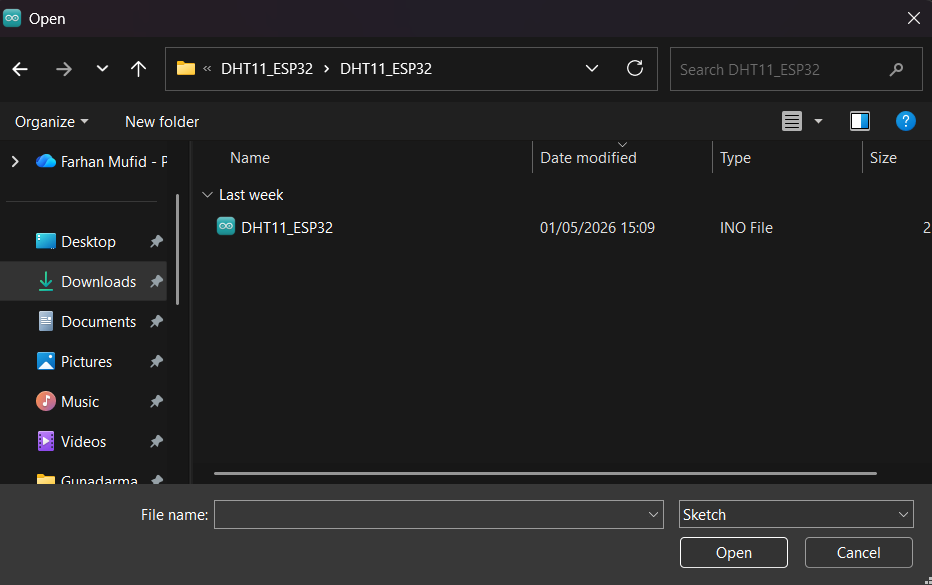 Open
« DHT11_ESP32 › DHT11_ESP32
Search DHT11_ESP32
Organize
New folder
?
Farhan Mufid - P
Desktop
Downloads
Documents
Pictures
Music
Videos
Gunadarma
Name
Date modified
Type
Size
Last week
DHT11_ESP32
01/05/2026 15:09
INO File
2
File name:
Sketch
Open
Cancel